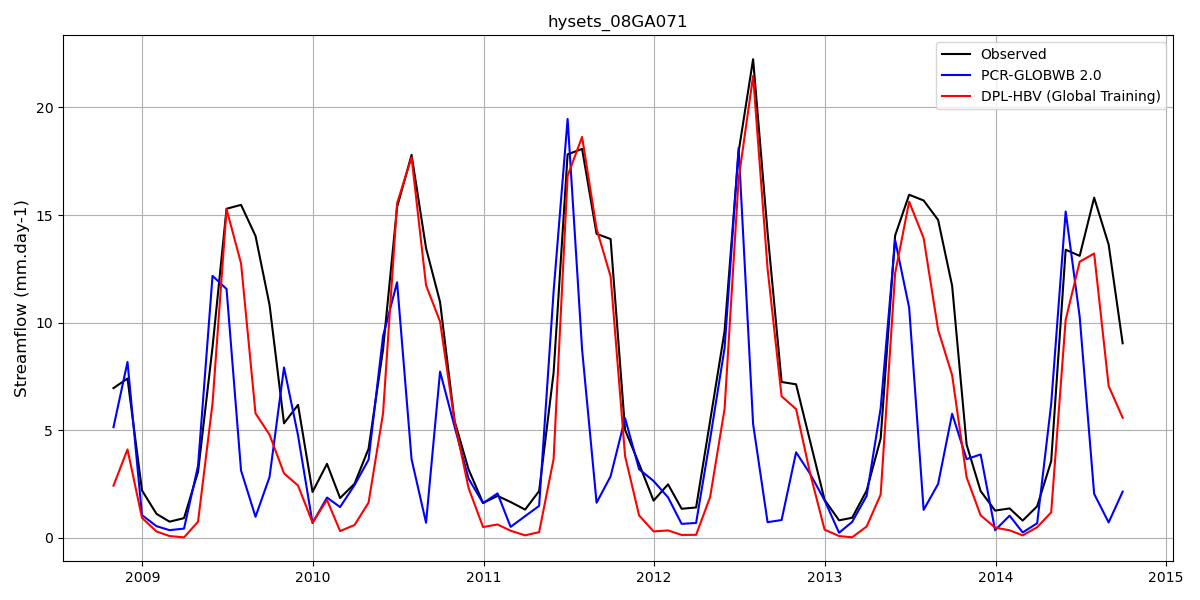 hysets_08GA071
Observed
PCR-GLOBWB 2.0
DPL-HBV (Global Training)
Streamflow (mm.day-1)
20
15
10
5
0
2009 2010 2011 2012 2013 2014 2015